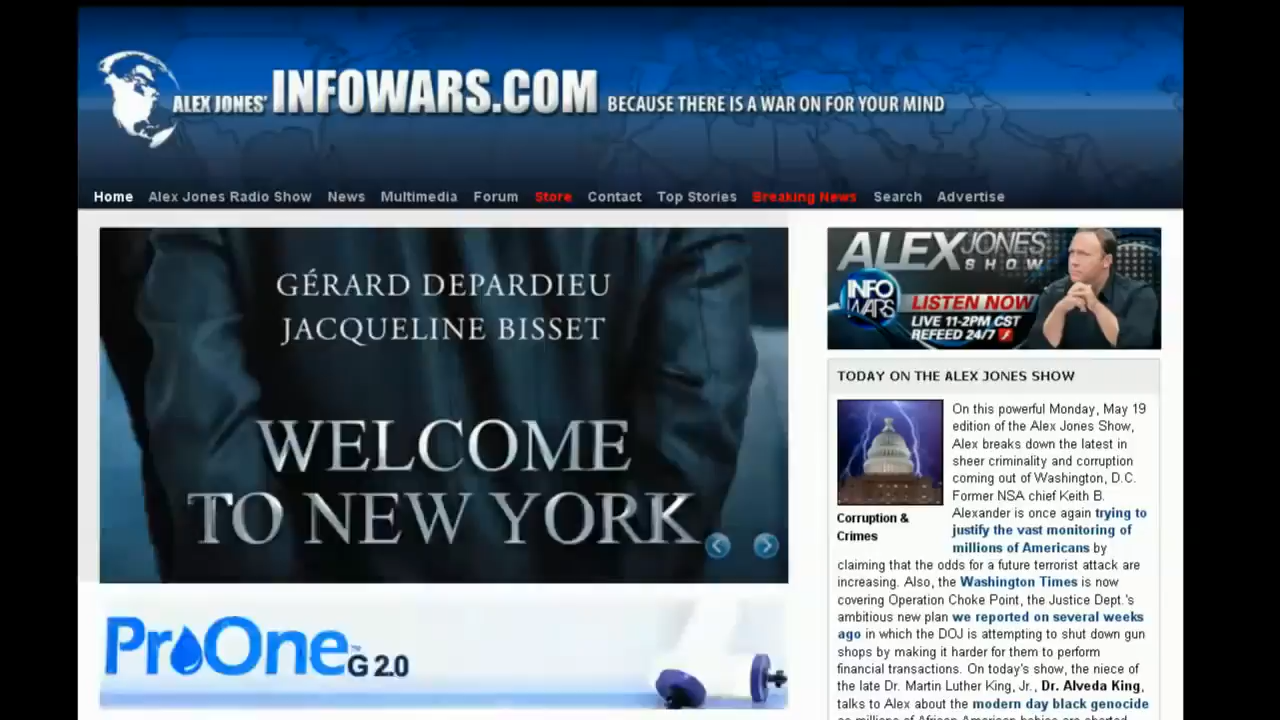 ALEX JONES' INFOWARS.COM BECAUSE THERE IS A WAR ON FOR YOUR MIND
Home Alex Jones Radio Show News Multimedia Forum Store Contact Top Stories Breaking News Search Advertise
GÉRARD DEPARDIEU
JACQUELINE BISSET
WELCOME
TO NEW YORK
ProOne™ G 2.0
ALEX JONES
SHOW
INFO
WARS
LISTEN NOW
LIVE 11-2PM CST
REFEED 24/7
TODAY ON THE ALEX JONES SHOW
Corruption &
Crimes
On this powerful Monday, May 19
edition of the Alex Jones Show,
Alex breaks down the latest in
sheer criminality and corruption
coming out of Washington, D.C.
Former NSA chief Keith B.
Alexander is once again trying to
justify the vast monitoring of
millions of Americans by
claiming that the odds for a future terrorist attack are
increasing. Also, the Washington Times is now
covering Operation Choke Point, the Justice Dept.'s
ambitious new plan we reported on several weeks
ago in which the DOJ is attempting to shut down gun
shops by making it harder for them to perform
financial transactions. On today's show, the niece of
the late Dr. Martin Luther King, Jr., Dr. Alveda King,
talks to Alex about the modern day black genocide